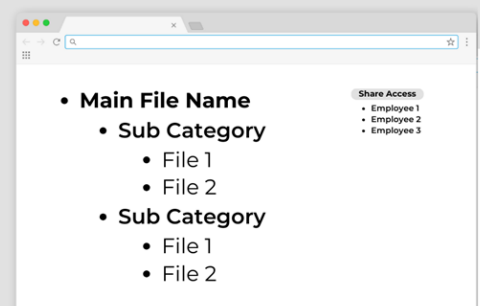 Main File Name
Sub Category
File 1
File 2
Sub Category
File 1
File 2
Share Access
Employee 1
Employee 2
Employee 3